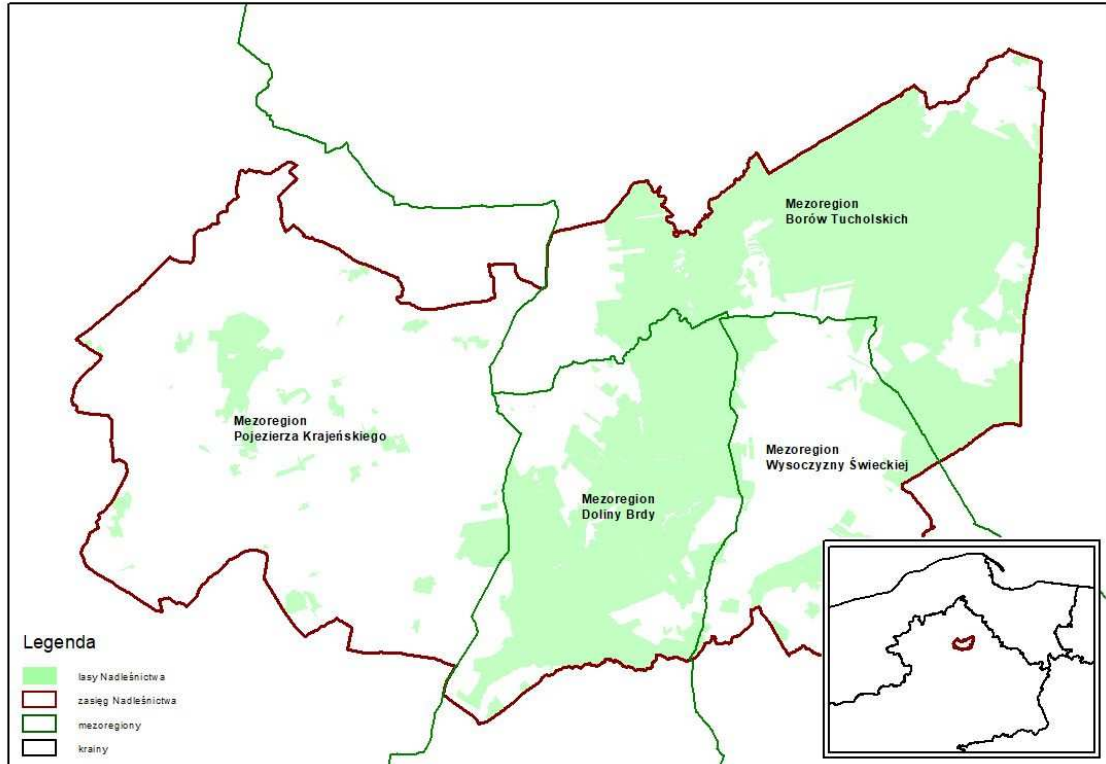 Mezoregion
Borów Tucholskich
Mezoregion
Pojezierza Krajeńskiego
Mezoregion
Wysoczyzny Świeckiej
Mezoregion
Doliny Brdy
Legenda
lasy Nadleśnictwa
zasięg Nadleśnictwa
mezoregiony
krainy